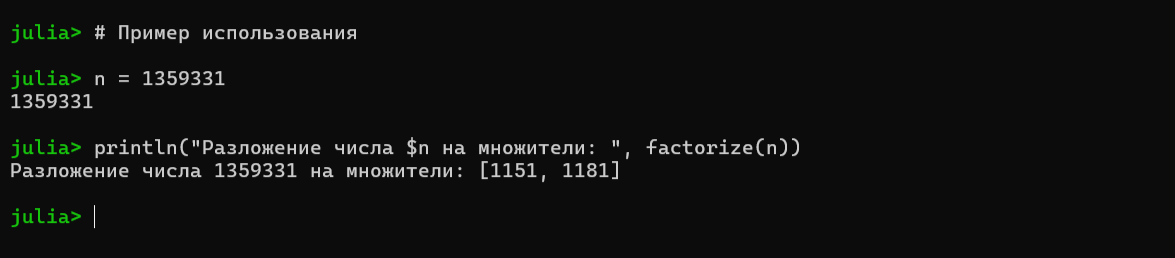 julia> # Пример использования
julia> n = 1359331
1359331
julia> println("Разложение числа $n на множители: ", factorize(n))
Разложение числа 1359331 на множители: [1151, 1181]
julia>